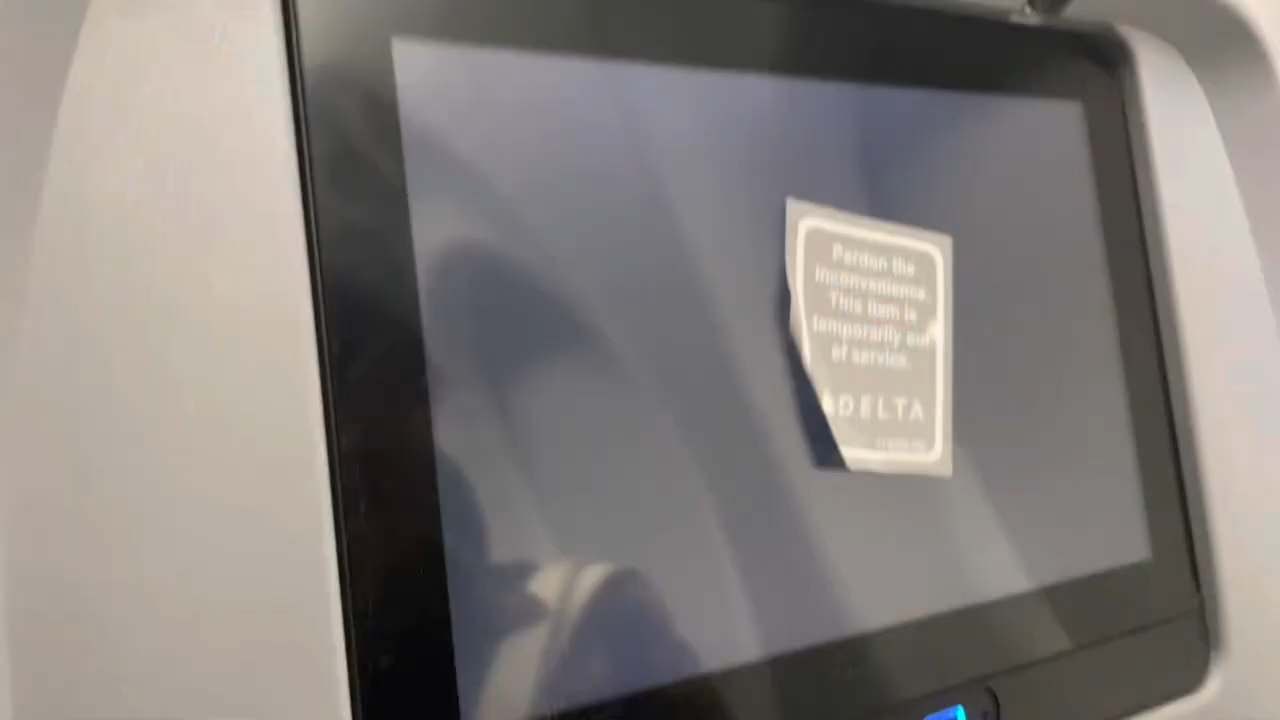 Pardon the
inconvenience.
This item is
temporarily out
of service.
DELTA